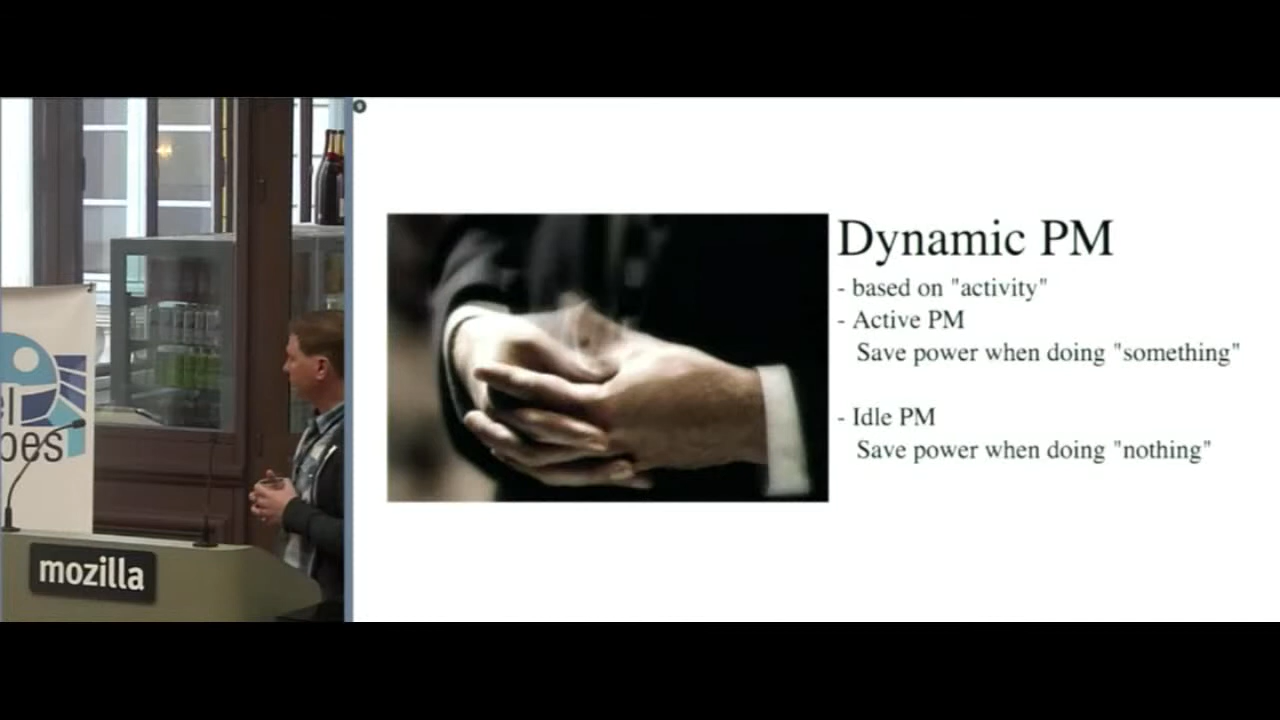 Dynamic PM
- based on "activity"
- Active PM
Save power when doing "something"
- Idle PM
Save power when doing "nothing"
mozilla